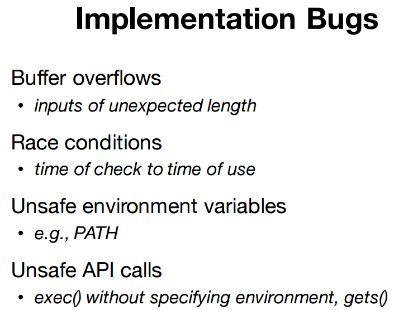 Implementation Bugs
Buffer overflows
• inputs of unexpected length
Race conditions
• time of check to time of use
Unsafe environment variables
• e.g., PATH
Unsafe API calls
• exec() without specifying environment, gets()